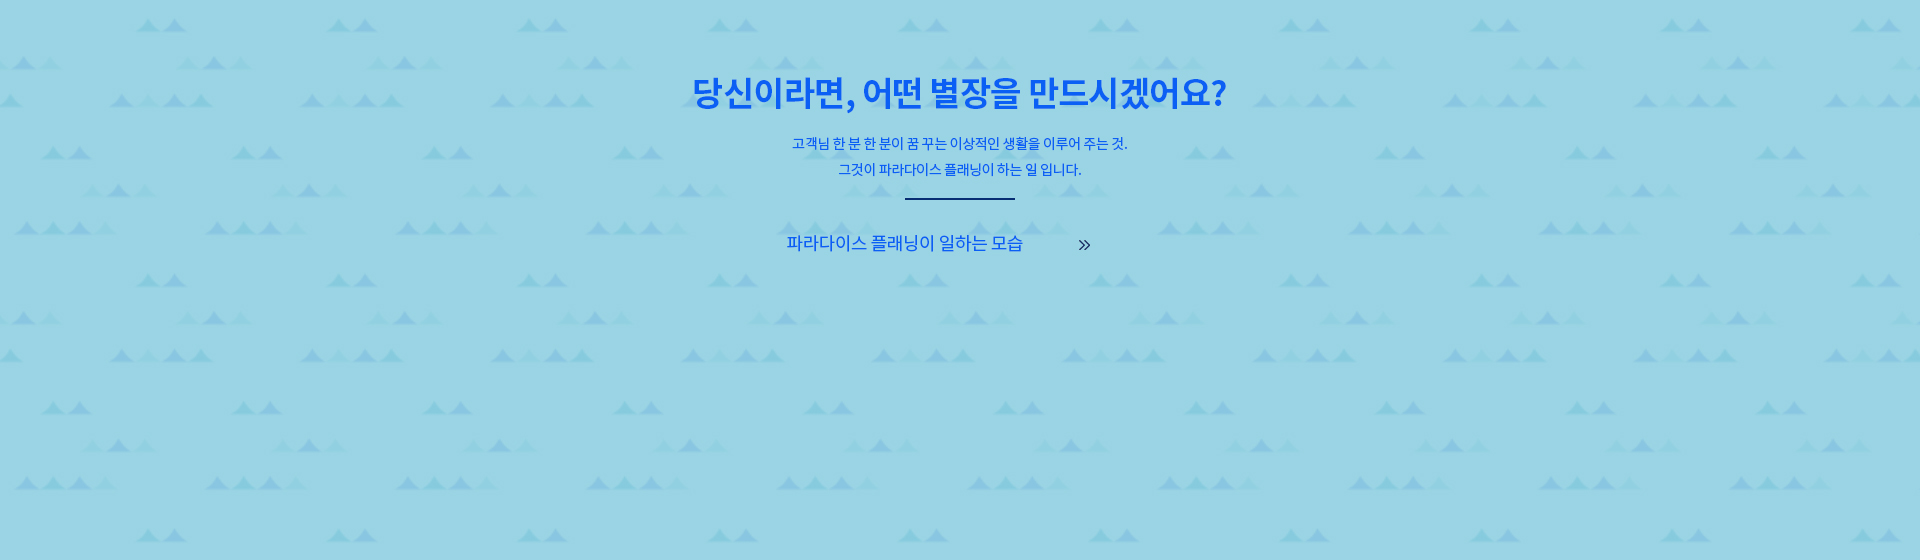 당신이라면, 어떤 별장을 만드시겠어요?
고객님 한 분 한 분이 꿈 꾸는 이상적인 생활을 이루어 주는 것.
그것이 파라다이스 플래닝이 하는 일 입니다.
파라다이스 플래닝이 일하는 모습 »